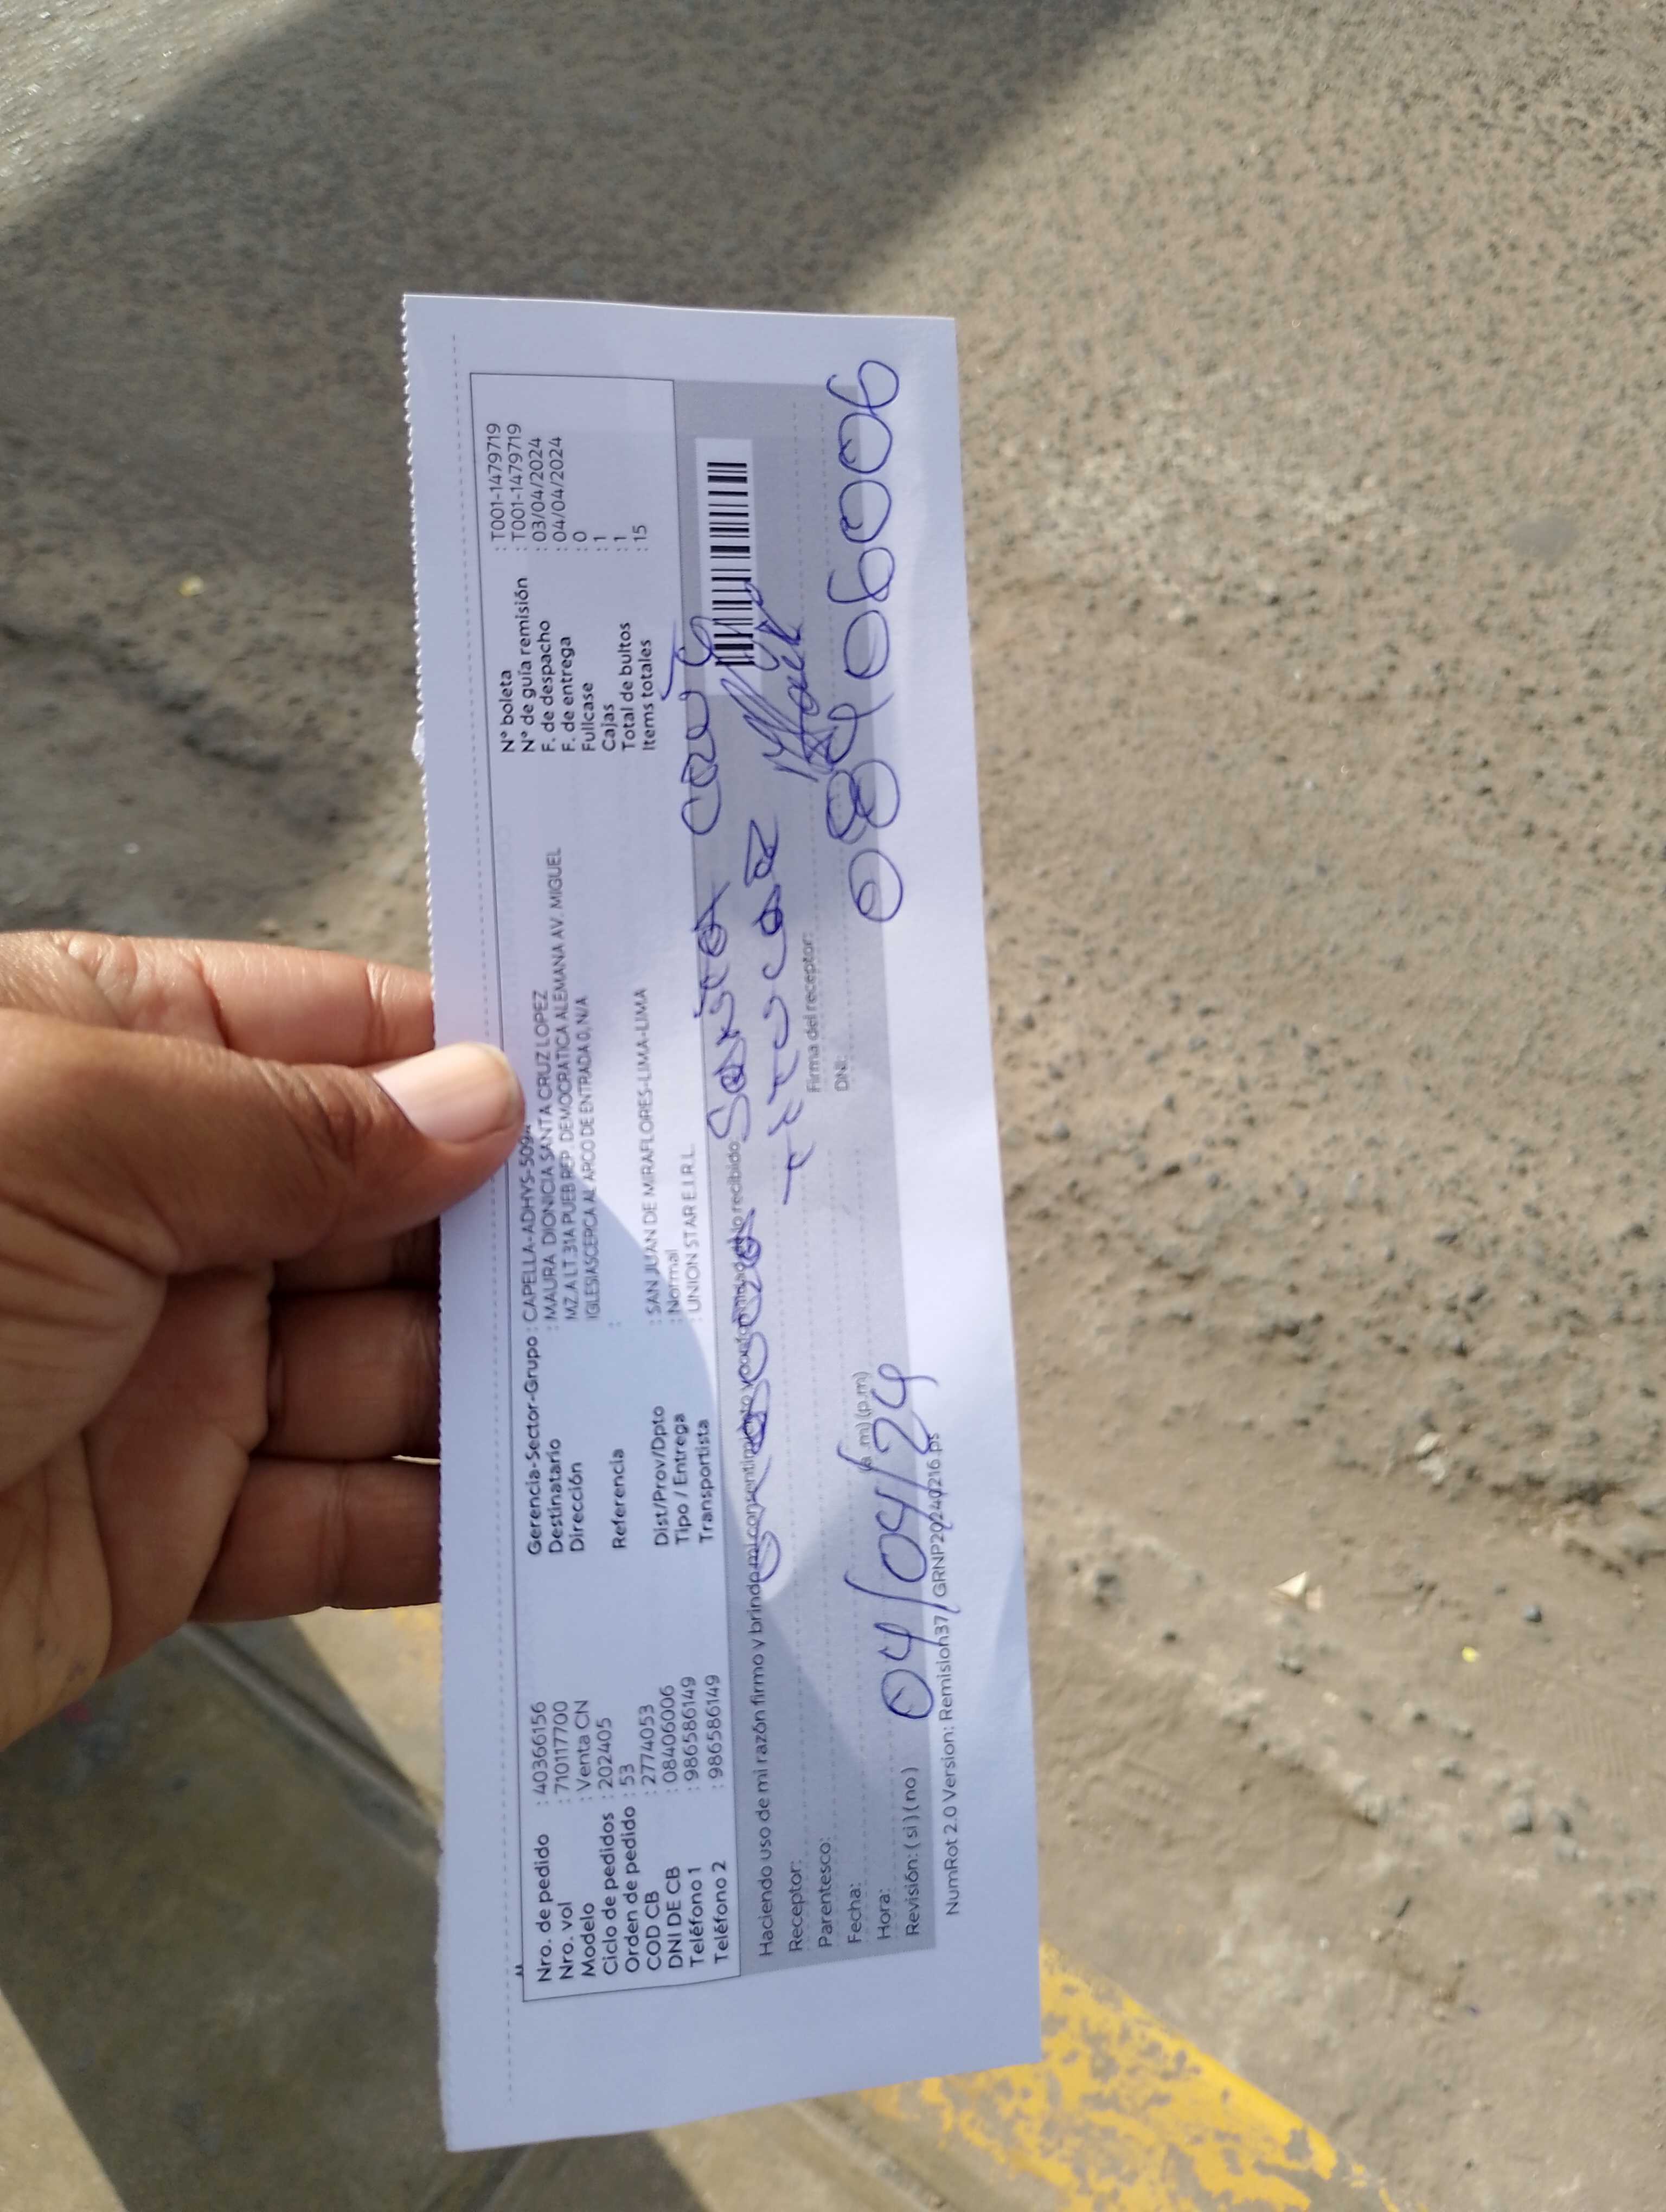 Nro. de pedido : 40366156
Nro. vol : 710117700
Modelo : Venta CN
Ciclo de pedidos : 202405
Orden de pedido : 53
COD CB : 2774053
DNI DE CB : 08406006
Teléfono 1 : 986586149
Teléfono 2 : 986586149
Gerencia-Sector-Grupo : CAPELLA-ADHVS-509
Destinatario : MAURA DIONICIA SANTA CRUZ LOPEZ
Dirección : MZ A LT. 31A PUEB REP. DEMOCRATICA ALEMANA AV. MIGUEL
IGLESIASCERCA AL ARCO DE ENTRADA 0, N/A
Referencia :
Dist/Prov/Dpto : SAN JUAN DE MIRAFLORES-LIMA-LIMA
Tipo / Entrega : Normal
Transportista : UNION STAR E.I.R.L.
N° boleta : T001-1479719
N° de guía remisión : T001-1479719
F. de despacho : 03/04/2024
F. de entrega : 04/04/2024
Fullcase : 0
Cajas : 1
Total de bultos : 1
Items totales : 15
Haciendo uso de mi razón firmo y brindo mi consentimiento y conformidad de lo recibido:
Receptor: Santa
Parentesco:
Firma del receptor:
Fecha: 04/04/24
DNI: 08406006
Hora: (a.m) (p.m)
Revisión: (si) (no)
NumRot 2.0 Version: Remision37 / GRNP20240216.ps